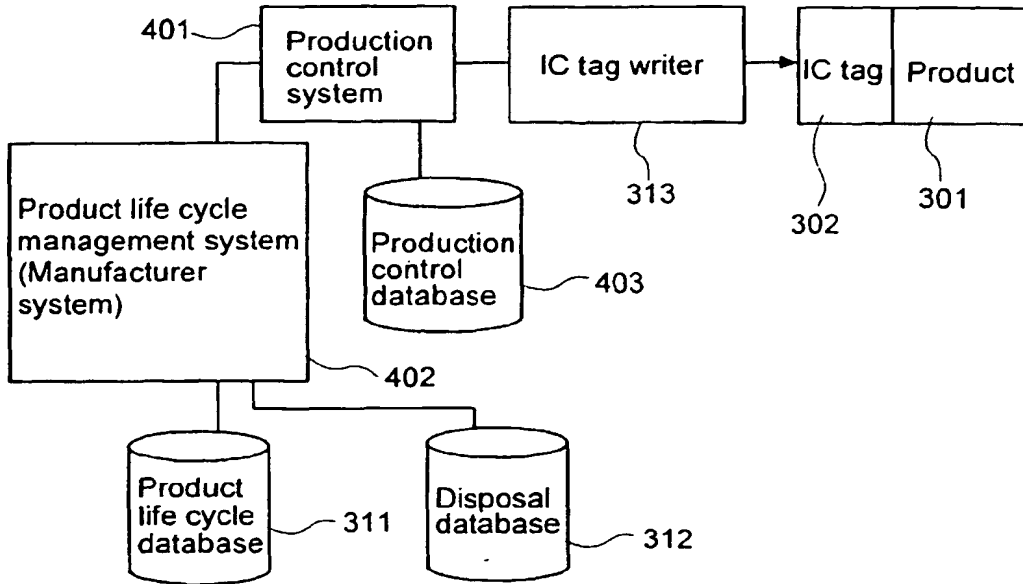 401
Production
control
system
IC tag writer
IC tag
Product
313
302
301
Product life cycle
management system
(Manufacturer
system)
Production
control
database
403
402
Product
life cycle
database
311
Disposal
database
312